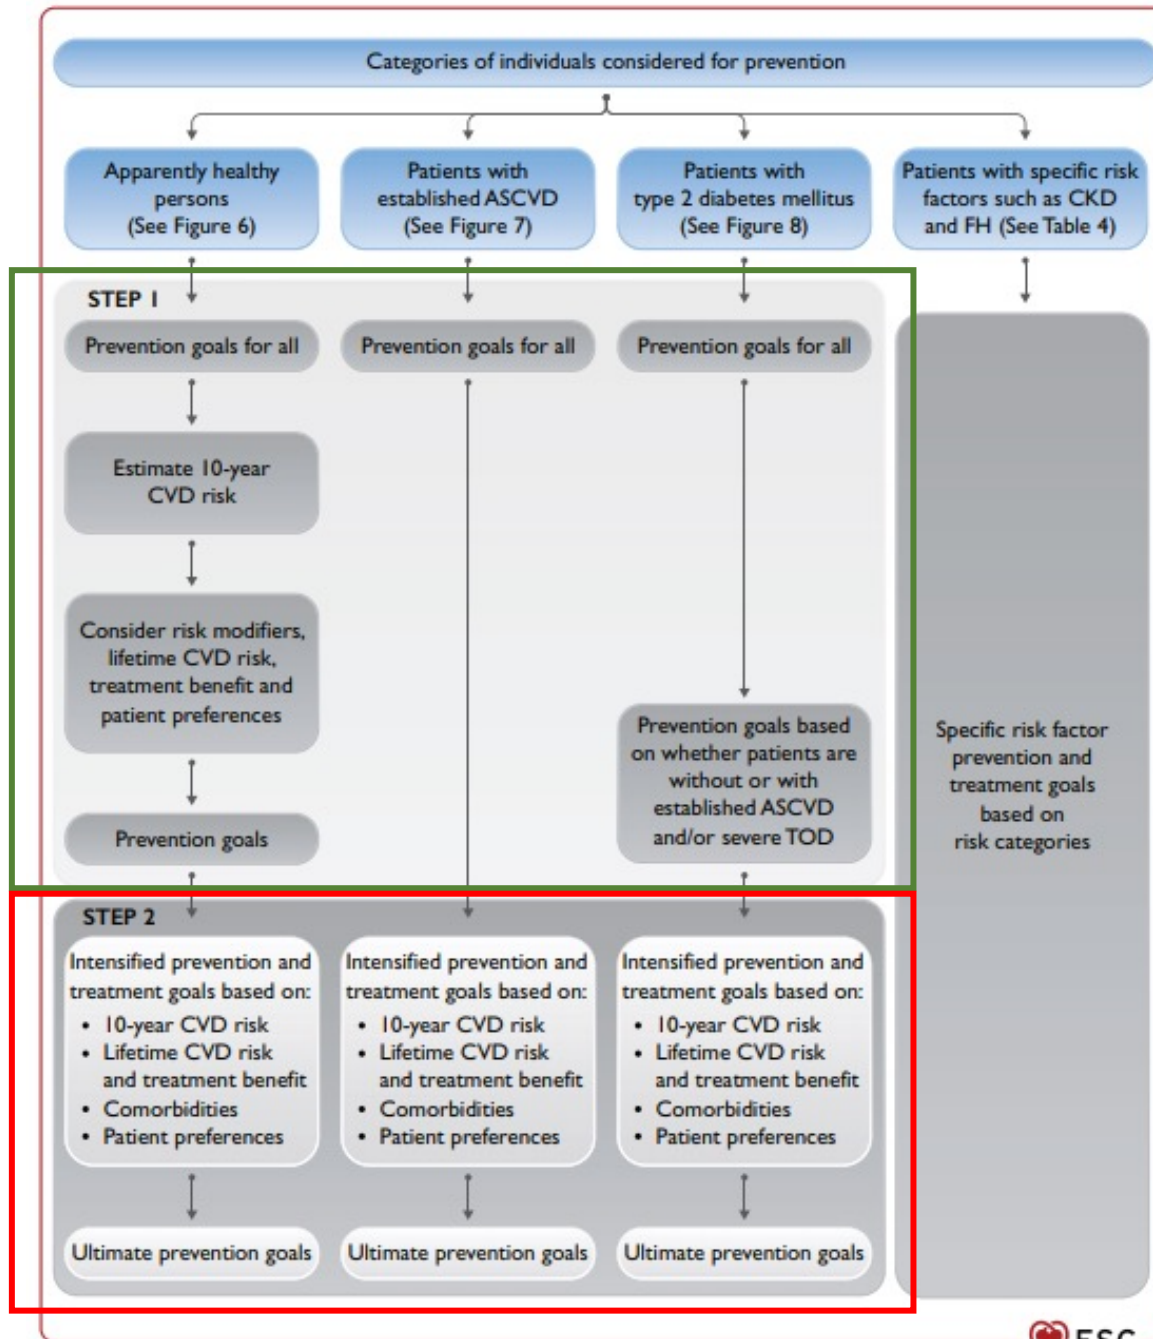 Categories of individuals considered for prevention
Apparently healthy
persons
(See Figure 6)
Patients with
established ASCVD
(See Figure 7)
Patients with
type 2 diabetes mellitus
(See Figure 8)
Patients with specific risk
factors such as CKD
and FH (See Table 4)
STEP 1
Prevention goals for all
Prevention goals for all
Prevention goals for all
Estimate 10-year
CVD risk
Consider risk modifiers,
lifetime CVD risk,
treatment benefit and
patient preferences
Prevention goals
Prevention goals based
on whether patients are
without or with
established ASCVD
and/or severe TOD
Specific risk factor
prevention and
treatment goals
based on
risk categories
STEP 2
Intensified prevention and
treatment goals based on:
• 10-year CVD risk
• Lifetime CVD risk
and treatment benefit
• Comorbidities
• Patient preferences
Intensified prevention and
treatment goals based on:
• 10-year CVD risk
• Lifetime CVD risk
and treatment benefit
• Comorbidities
• Patient preferences
Intensified prevention and
treatment goals based on:
• 10-year CVD risk
• Lifetime CVD risk
and treatment benefit
• Comorbidities
• Patient preferences
Ultimate prevention goals
Ultimate prevention goals
Ultimate prevention goals
ESC